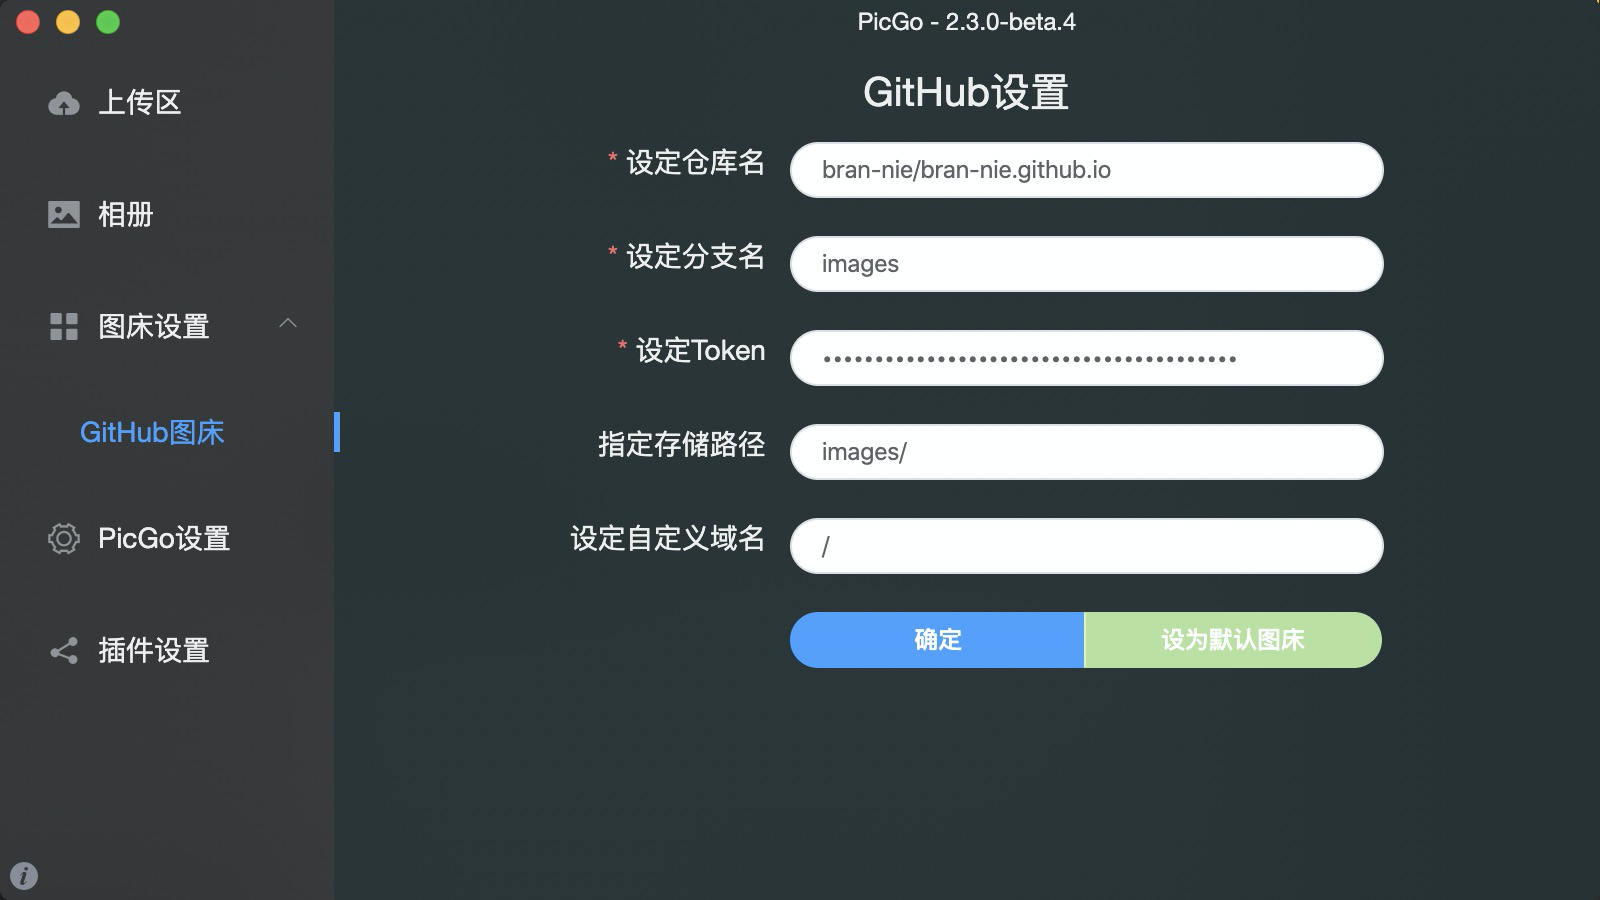 PicGo - 2.3.0-beta.4
上传区
相册
图床设置
GitHub图床
PicGo设置
插件设置
GitHub设置
* 设定仓库名
bran-nie/bran-nie.github.io
* 设定分支名
images
* 设定Token
••••••••••••••••••••••••••••••••••••••••
指定存储路径
images/
设定自定义域名
/
确定
设为默认图床